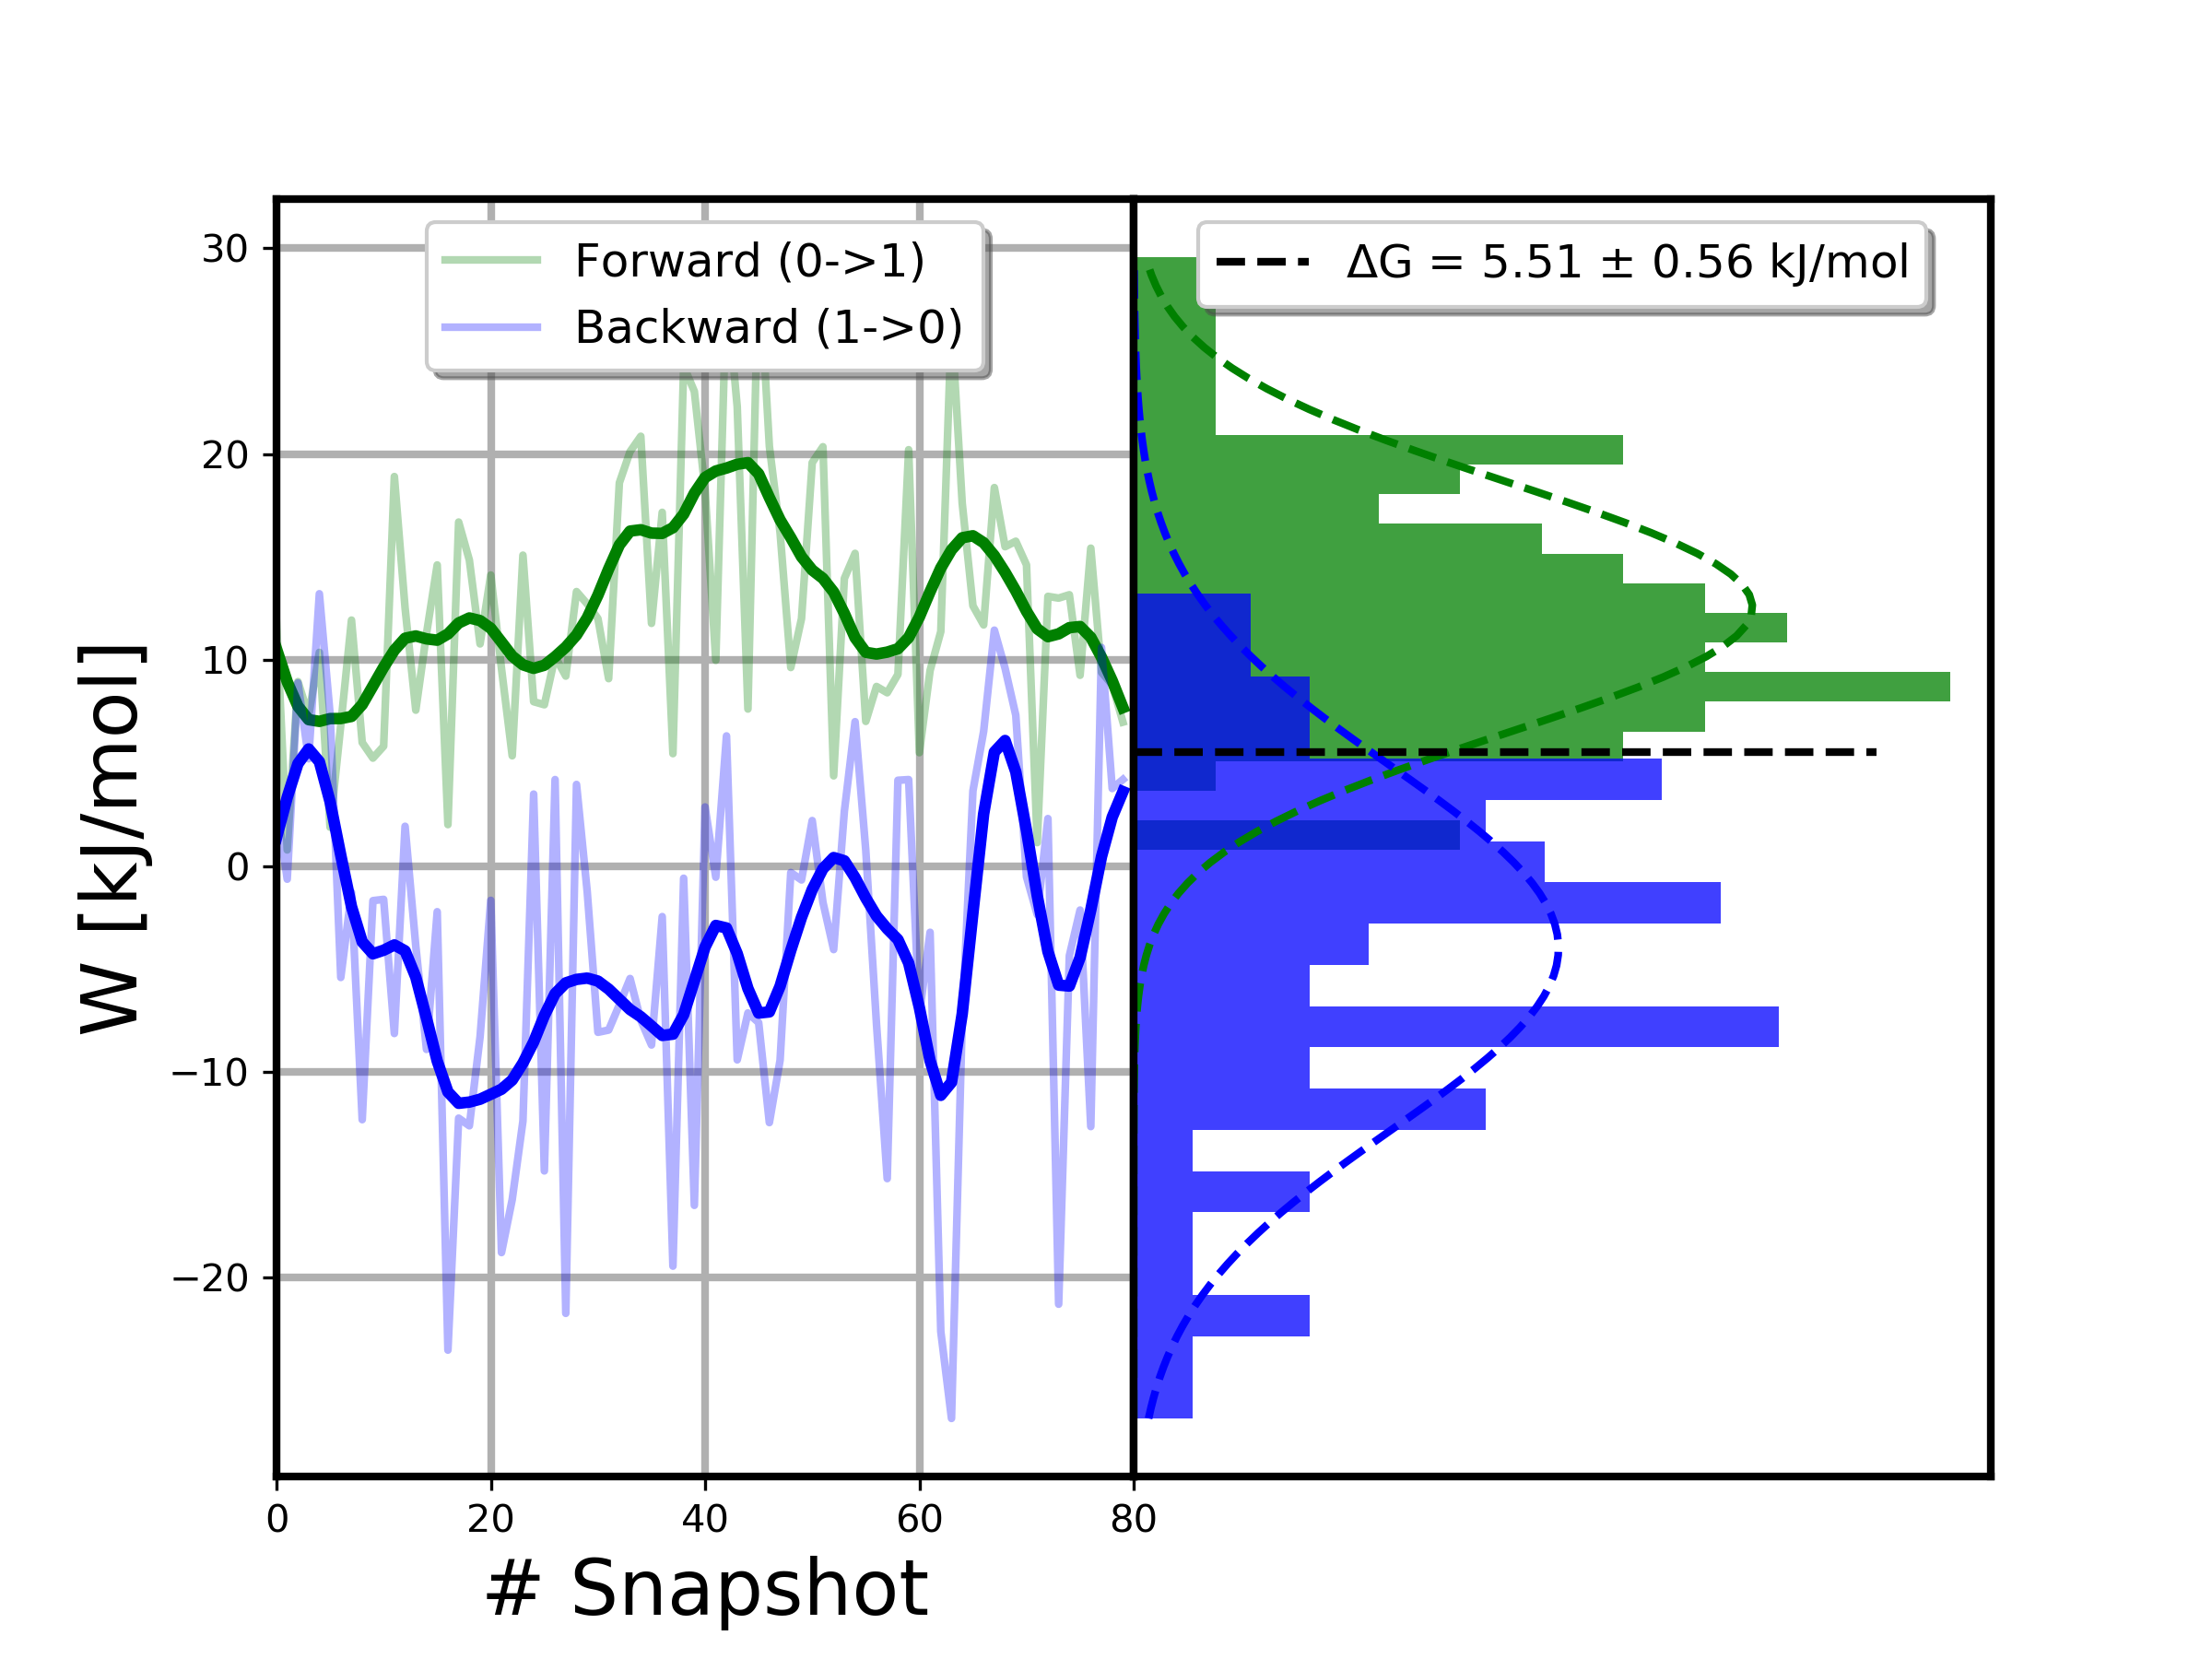 Forward (0->1)
Backward (1->0)
ΔG = 5.51 ± 0.56 kJ/mol
30
20
10
0
−10
−20
W [kJ/mol]
0 20 40 60 80
# Snapshot